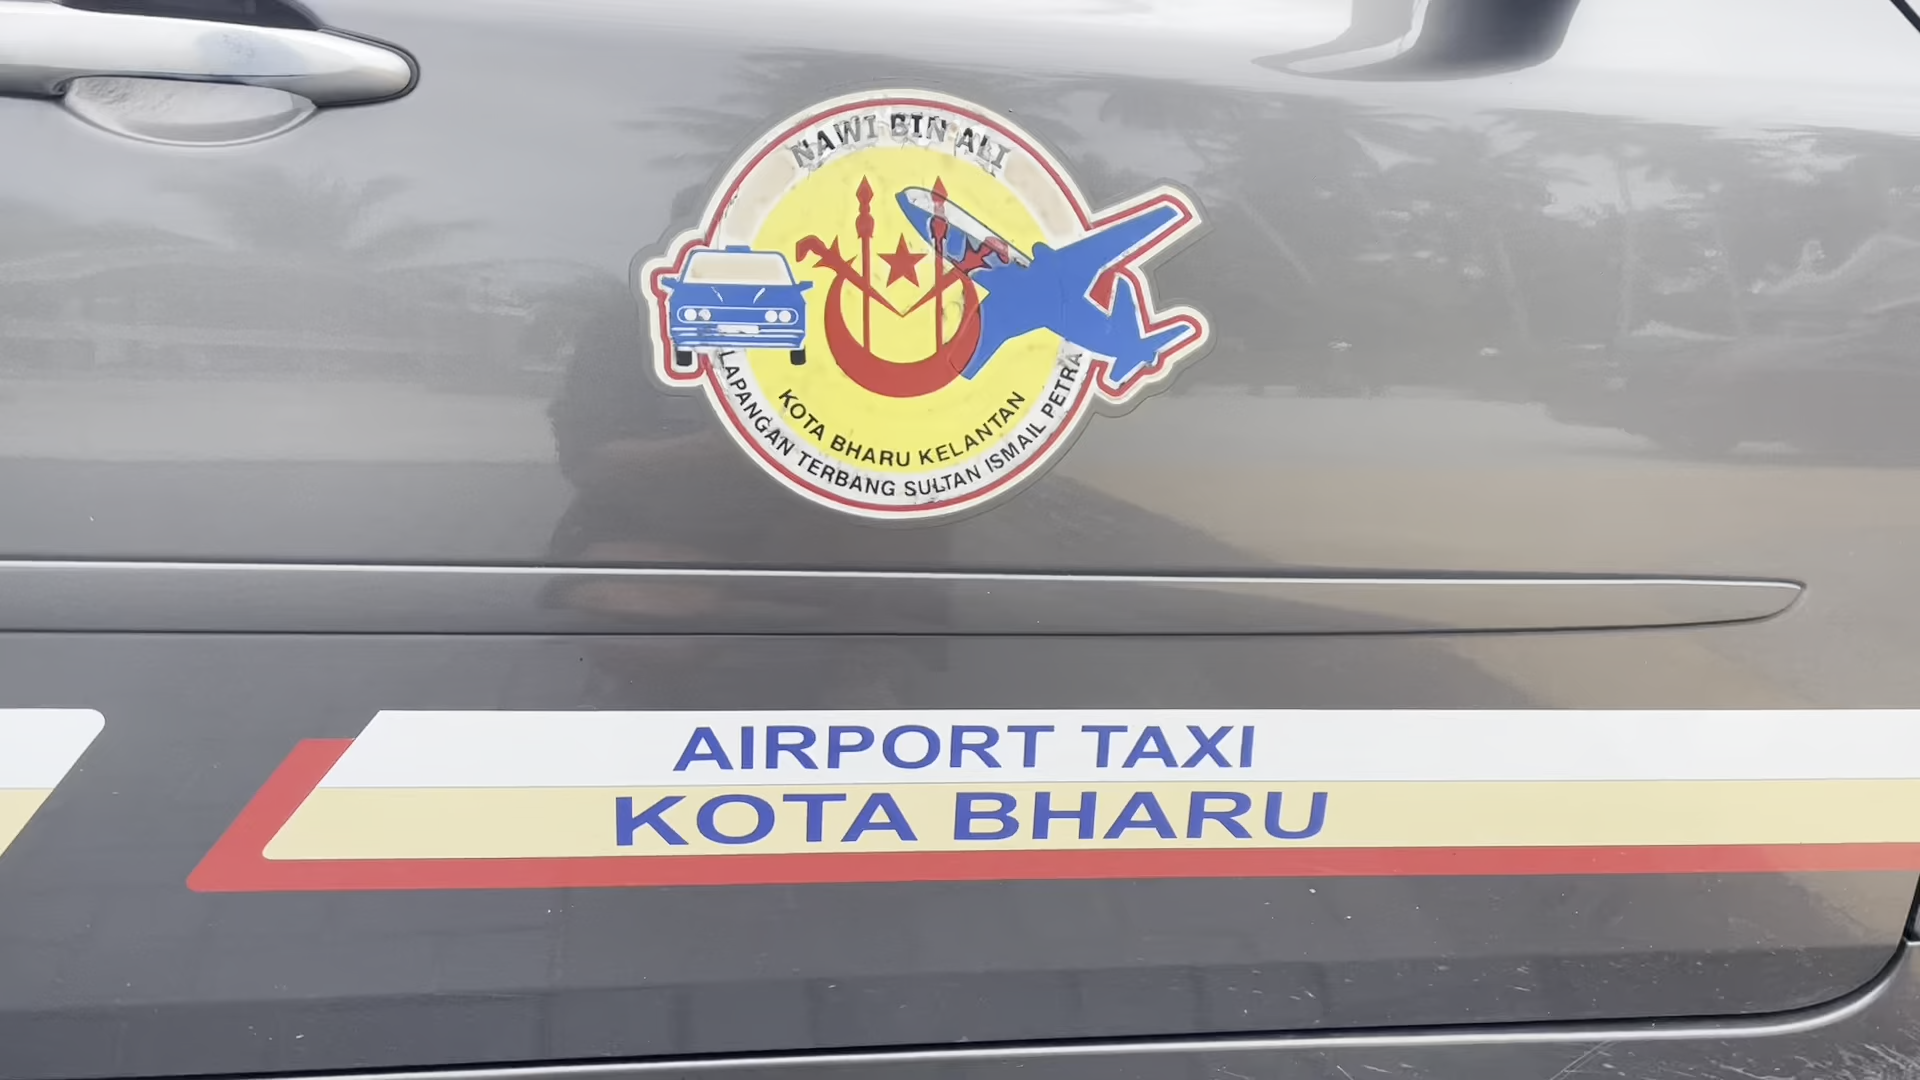 NAWI BIN ALI
KOTA BHARU KELANTAN
LAPANGAN TERBANG SULTAN ISMAIL PETRA
AIRPORT TAXI
KOTA BHARU